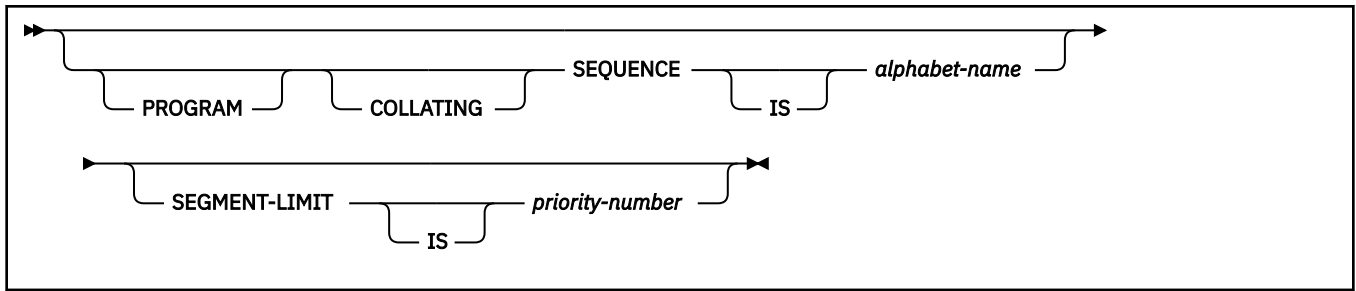 SEQUENCE alphabet-name
PROGRAM COLLATING IS
SEGMENT-LIMIT priority-number
IS